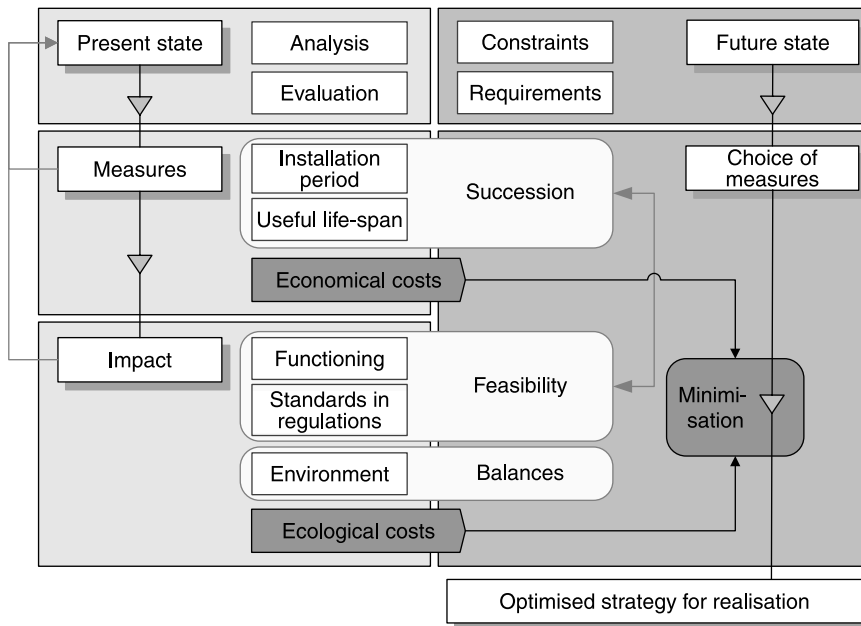 Present state
Analysis
Evaluation
Constraints
Requirements
Future state
Measures
Installation
period
Useful life-span
Succession
Choice of
measures
Economical costs
Impact
Functioning
Standards in
regulations
Feasibility
Minimi-
sation
Environment
Balances
Ecological costs
Optimised strategy for realisation